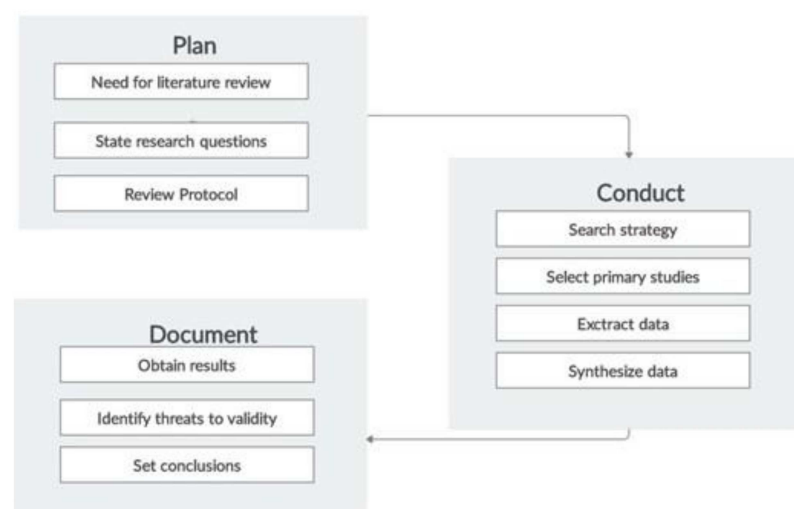 Plan
Need for literature review
State research questions
Review Protocol
Conduct
Search strategy
Select primary studies
Exctract data
Synthesize data
Document
Obtain results
Identify threats to validity
Set conclusions